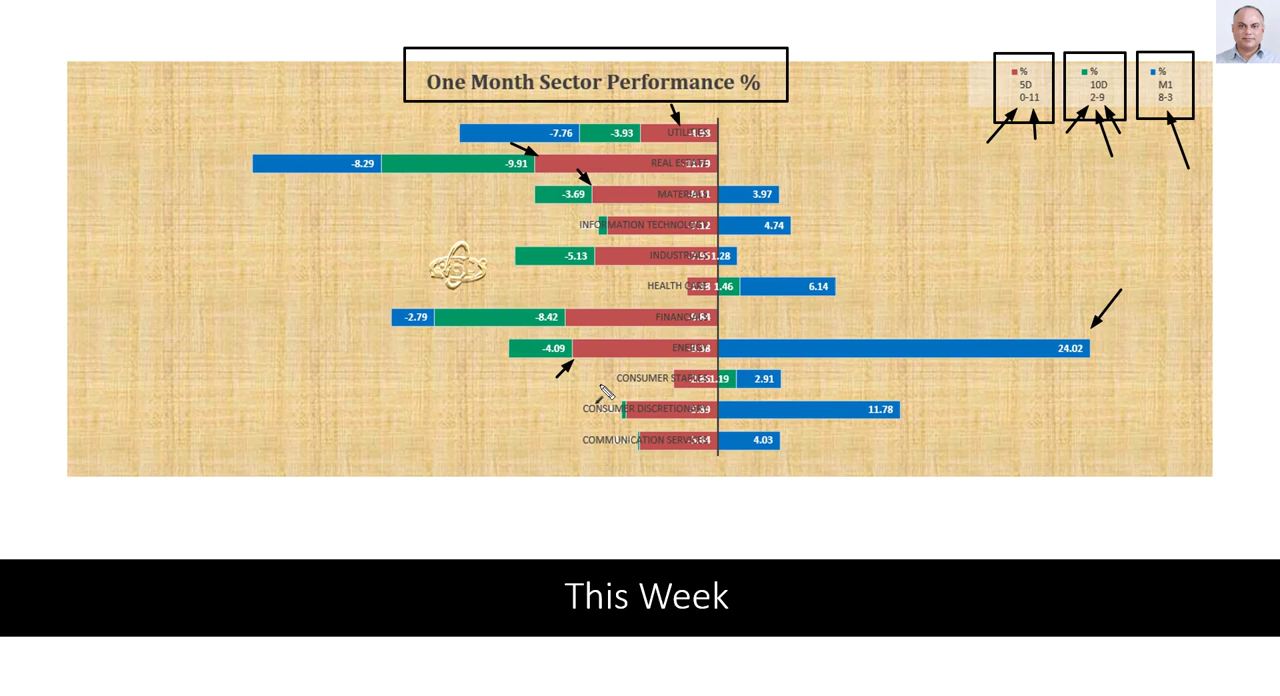 One Month Sector Performance %
% % %
5D 10D M1
0-11 2-9 8-3
-7.76 -3.93 UTILITIES
-8.29 -9.91 REAL ESTATE
-3.69 MATERIALS 3.97
INFORMATION TECHNOLOGY 4.74
-5.13 INDUSTRIALS 1.28
HEALTH CARE 1.46 6.14
-2.79 -8.42 FINANCIALS
-4.09 ENERGY 24.02
CONSUMER STAPLES 1.19 2.91
CONSUMER DISCRETIONARY 11.78
COMMUNICATION SERVICES 4.03
This Week